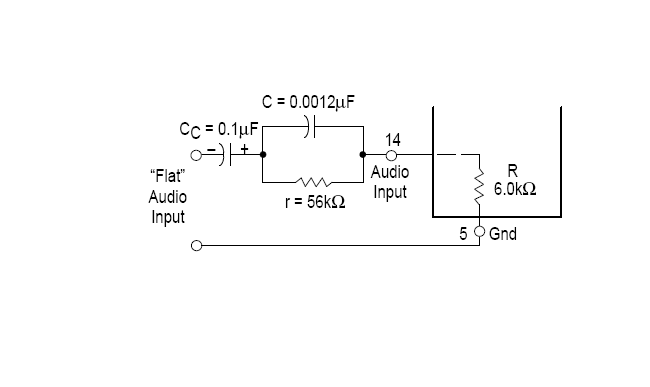 C = 0.0012µF
CC = 0.1µF
- +
14
"Flat"
Audio
Input
Audio
Input
r = 56kΩ
R
6.0kΩ
5
Gnd